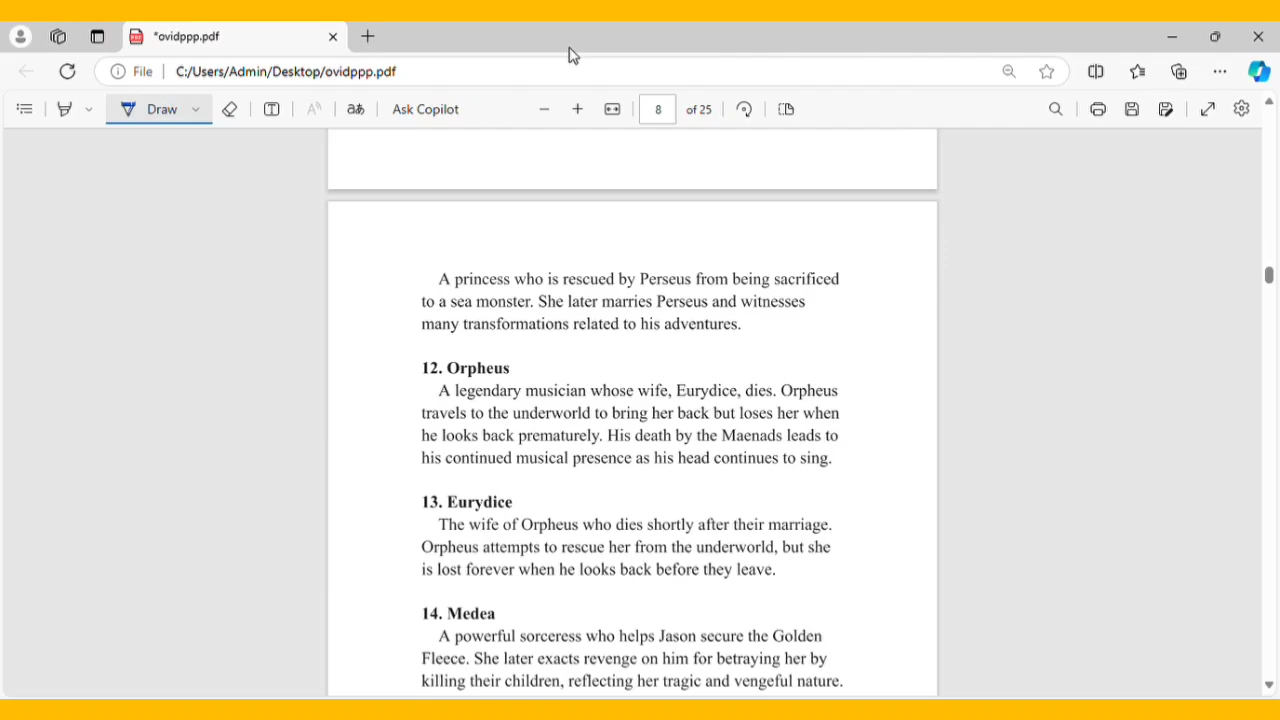 *ovidppp.pdf
File
C:/Users/Admin/Desktop/ovidppp.pdf
Draw
Ask Copilot
8 of 25
A princess who is rescued by Perseus from being sacrificed
to a sea monster. She later marries Perseus and witnesses
many transformations related to his adventures.
12. Orpheus
A legendary musician whose wife, Eurydice, dies. Orpheus
travels to the underworld to bring her back but loses her when
he looks back prematurely. His death by the Maenads leads to
his continued musical presence as his head continues to sing.
13. Eurydice
The wife of Orpheus who dies shortly after their marriage.
Orpheus attempts to rescue her from the underworld, but she
is lost forever when he looks back before they leave.
14. Medea
A powerful sorceress who helps Jason secure the Golden
Fleece. She later exacts revenge on him for betraying her by
killing their children, reflecting her tragic and vengeful nature.